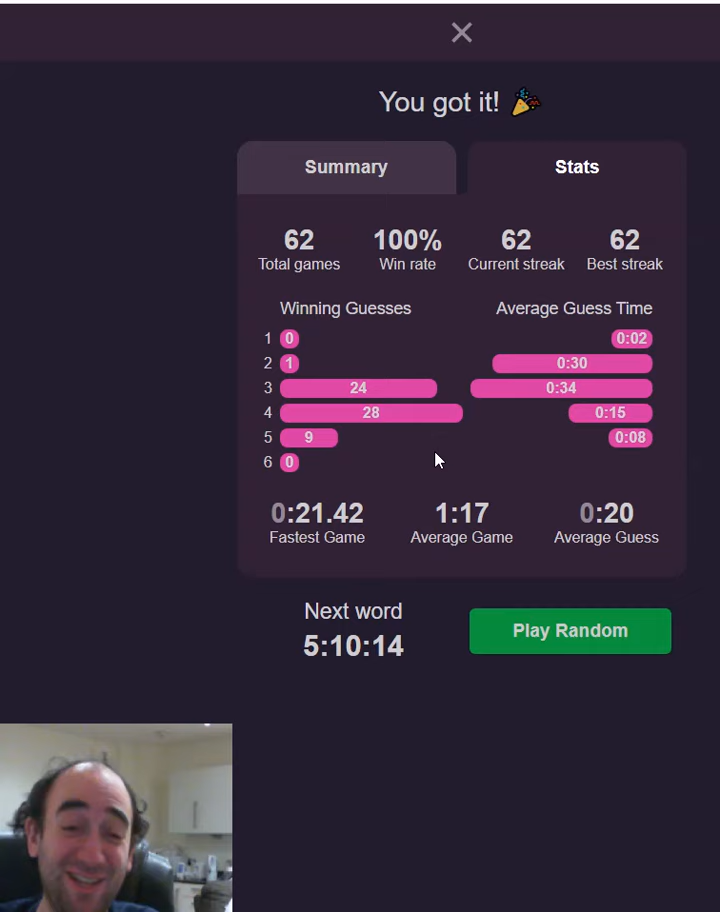 You got it!
Summary
Stats
62 100% 62 62
Total games Win rate Current streak Best streak
Winning Guesses Average Guess Time
1 0 0:02
2 1 0:30
3 24 0:34
4 28 0:15
5 9 0:08
6 0
0:21.42 1:17 0:20
Fastest Game Average Game Average Guess
Next word
5:10:14
Play Random